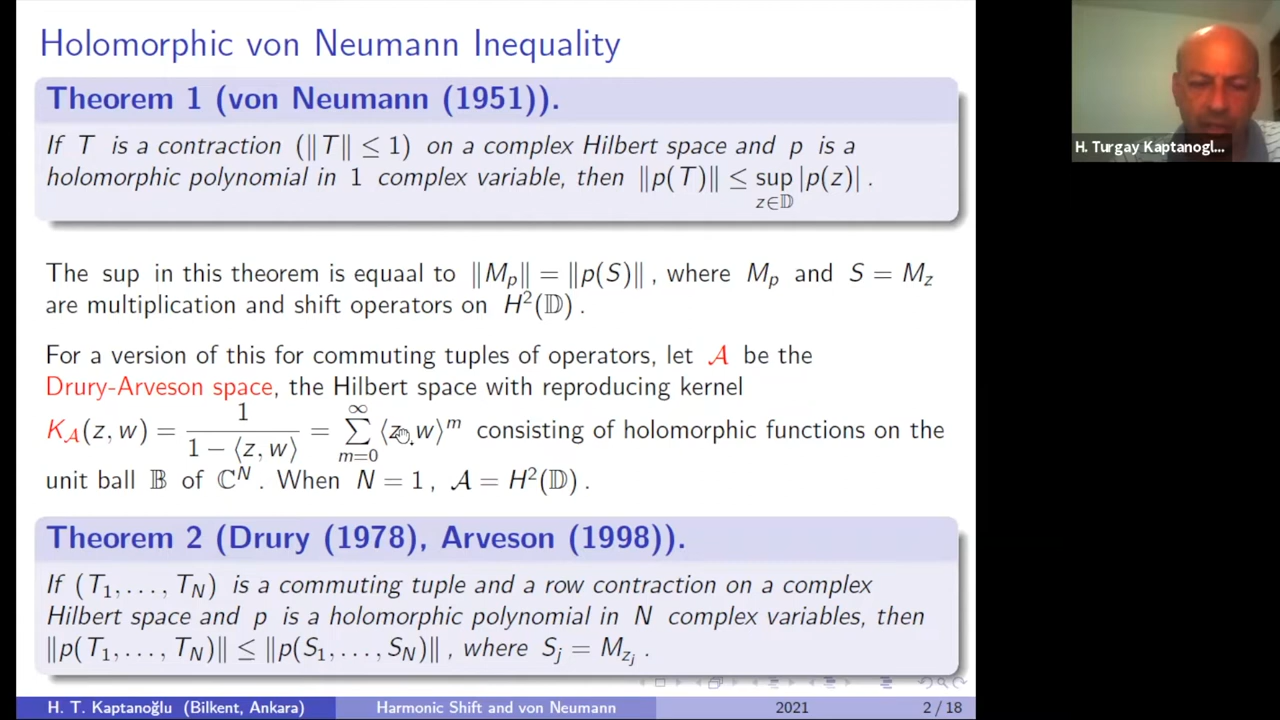 Holomorphic von Neumann Inequality
Theorem 1 (von Neumann (1951)).
If T is a contraction (‖T‖ ≤ 1) on a complex Hilbert space and p is a
holomorphic polynomial in 1 complex variable, then ‖p(T)‖ ≤ sup |p(z)| .
z∈𝔻
The sup in this theorem is equaal to ‖M_p‖ = ‖p(S)‖ , where M_p and S = M_z
are multiplication and shift operators on H²(𝔻) .
For a version of this for commuting tuples of operators, let 𝒜 be the
Drury-Arveson space, the Hilbert space with reproducing kernel
K_𝒜(z, w) = 1/(1 − ⟨z, w⟩) = ∑_{m=0}^{∞} ⟨z, w⟩^m consisting of holomorphic functions on the
unit ball 𝔹 of ℂ^N . When N = 1 , 𝒜 = H²(𝔻) .
Theorem 2 (Drury (1978), Arveson (1998)).
If (T_1, . . . , T_N) is a commuting tuple and a row contraction on a complex
Hilbert space and p is a holomorphic polynomial in N complex variables, then
‖p(T_1, . . . , T_N)‖ ≤ ‖p(S_1, . . . , S_N)‖ , where S_j = M_{z_j} .
H. T. Kaptanoğlu (Bilkent, Ankara) Harmonic Shift and von Neumann 2021 2 / 18
H. Turgay Kaptanogl...